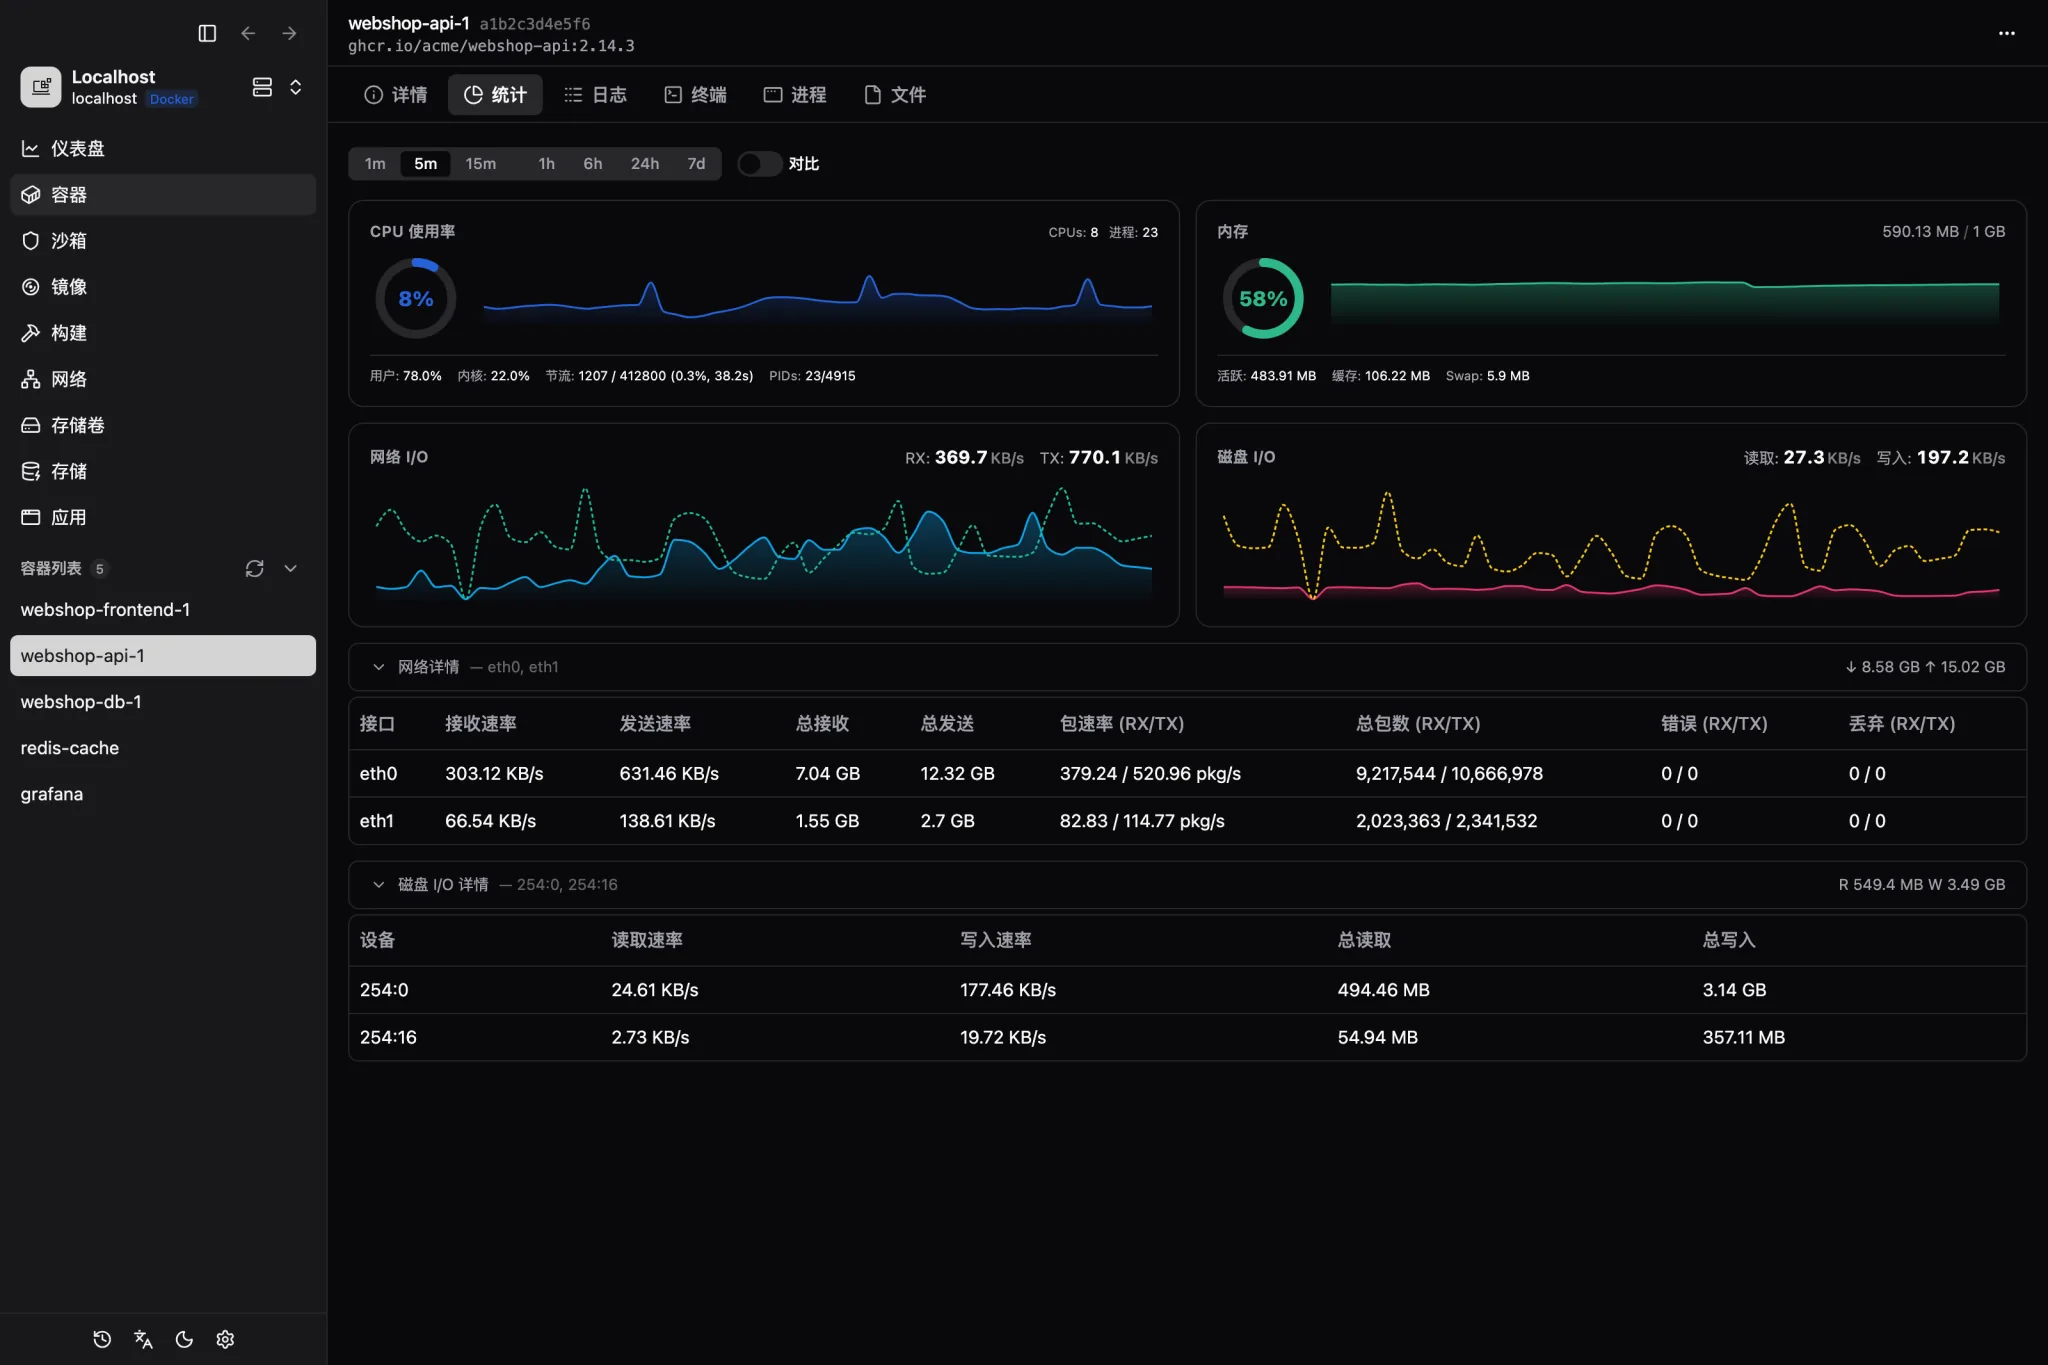 Localhost
localhost Docker
仪表盘
容器
沙箱
镜像
构建
网络
存储卷
存储
应用
容器列表 5
webshop-frontend-1
webshop-api-1
webshop-db-1
redis-cache
grafana
webshop-api-1 a1b2c3d4e5f6
ghcr.io/acme/webshop-api:2.14.3
详情 统计 日志 终端 进程 文件
1m 5m 15m 1h 6h 24h 7d 对比
CPU 使用率 CPUs: 8 进程: 23
8%
用户: 78.0% 内核: 22.0% 节流: 1207 / 412800 (0.3%, 38.2s) PIDs: 23/4915
内存 590.13 MB / 1 GB
58%
活跃: 483.91 MB 缓存: 106.22 MB Swap: 5.9 MB
网络 I/O RX: 369.7 KB/s TX: 770.1 KB/s
磁盘 I/O 读取: 27.3 KB/s 写入: 197.2 KB/s
网络详情 — eth0, eth1 ↓ 8.58 GB ↑ 15.02 GB
接口 接收速率 发送速率 总接收 总发送 包速率 (RX/TX) 总包数 (RX/TX) 错误 (RX/TX) 丢弃 (RX/TX)
eth0 303.12 KB/s 631.46 KB/s 7.04 GB 12.32 GB 379.24 / 520.96 pkg/s 9,217,544 / 10,666,978 0 / 0 0 / 0
eth1 66.54 KB/s 138.61 KB/s 1.55 GB 2.7 GB 82.83 / 114.77 pkg/s 2,023,363 / 2,341,532 0 / 0 0 / 0
磁盘 I/O 详情 — 254:0, 254:16 R 549.4 MB W 3.49 GB
设备 读取速率 写入速率 总读取 总写入
254:0 24.61 KB/s 177.46 KB/s 494.46 MB 3.14 GB
254:16 2.73 KB/s 19.72 KB/s 54.94 MB 357.11 MB